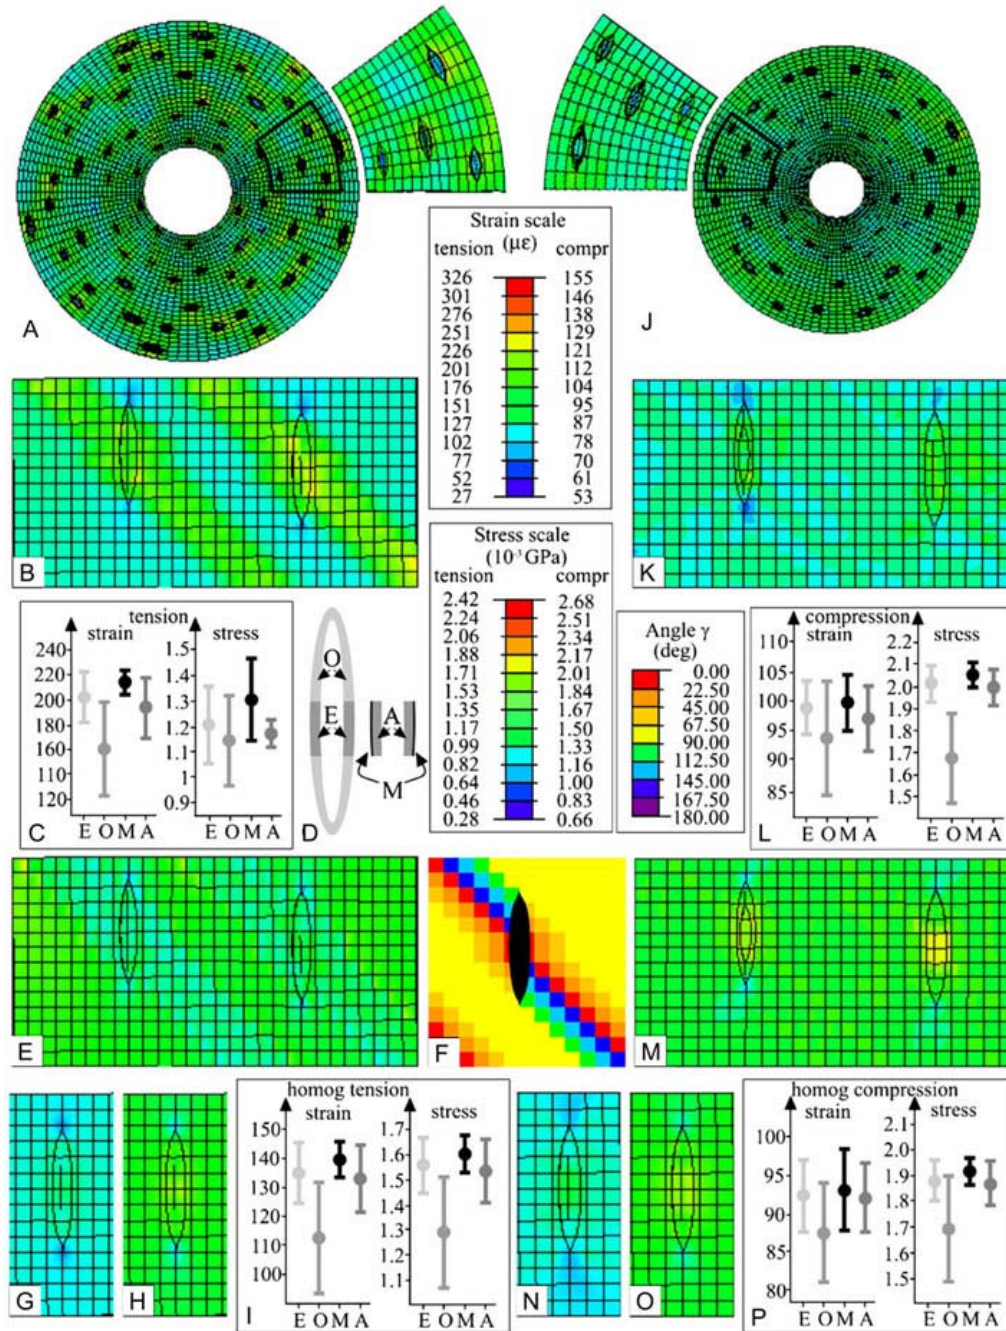 A
J
Strain scale
(με)
tension compr
326 155
301 146
276 138
251 129
226 121
201 112
176 104
151 95
127 87
102 78
77 70
52 61
27 53
B
K
Stress scale
(10⁻³ GPa)
tension compr
2.42 2.68
2.24 2.51
2.06 2.34
1.88 2.17
1.71 2.01
1.53 1.84
1.35 1.67
1.17 1.50
0.99 1.33
0.82 1.16
0.64 1.00
0.46 0.83
0.28 0.66
tension
strain
240
220
200
180
160
110
120
E O M A
stress
1.5
1.4
1.3
1.2
1.1
1
0.9
E O M A
C
D
O
E
A
M
Angle γ
(deg)
0.00
22.50
45.00
67.50
90.00
112.50
145.00
167.50
180.00
compression
strain
110
105
100
95
90
85
E O M A
stress
2.2
2.1
2.0
1.9
1.8
1.7
1.6
1.5
E O M A
L
E
F
M
G
H
homog tension
strain
150
140
130
120
110
100
E O M A
stress
1.7
1.6
1.5
1.4
1.3
1.2
1.1
E O M A
I
N
O
homog compression
strain
100
95
90
85
80
E O M A
stress
2.1
2.0
1.9
1.8
1.7
1.6
1.5
E O M A
P